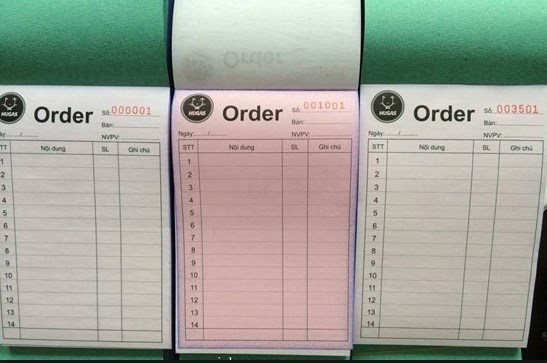 Order
HUGAS
Order
Số: 000001
Bàn:
Ngày:....../........
NVPV:
STT Nội dung SL Ghi chú
1
2
3
4
5
6
7
8
9
10
11
12
13
14
HUGAS
Order
Số: 001001
Bàn:
Ngày:....../........
NVPV:
STT Nội dung SL Ghi chú
1
2
3
4
5
6
7
8
9
10
11
12
13
14
HUGAS
Order
Số: 003501
Bàn:
Ngày:....../........
NVPV:
STT Nội dung SL Ghi chú
1
2
3
4
5
6
7
8
9
10
11
12
13
14